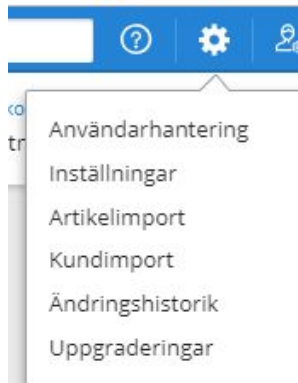 Användarhantering
Inställningar
Artikelimport
Kundimport
Ändringshistorik
Uppgraderingar